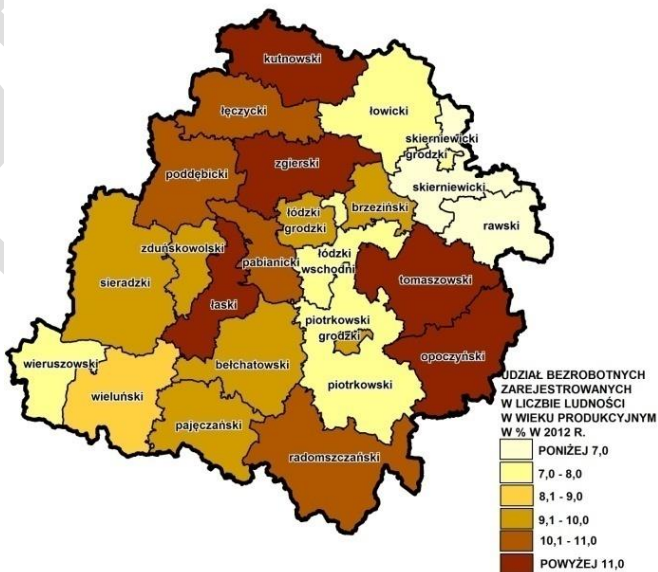 kutnowski
łęczycki
łowicki
skierniewicki
grodzki
poddębicki
zgierski
skierniewicki
łódzki
grodzki
brzeziński
rawski
zduńskowolski
pabianicki
łódzki
wschodni
sieradzki
łaski
tomaszowski
piotrkowski
grodzki
wieruszowski
bełchatowski
opoczyński
wieluński
piotrkowski
pajęczański
radomszczański
UDZIAŁ BEZROBOTNYCH
ZAREJESTROWANYCH
W LICZBIE LUDNOŚCI
W WIEKU PRODUKCYJNYM
W % W 2012 R.
PONIŻEJ 7,0
7,0 - 8,0
8,1 - 9,0
9,1 - 10,0
10,1 - 11,0
POWYŻEJ 11,0